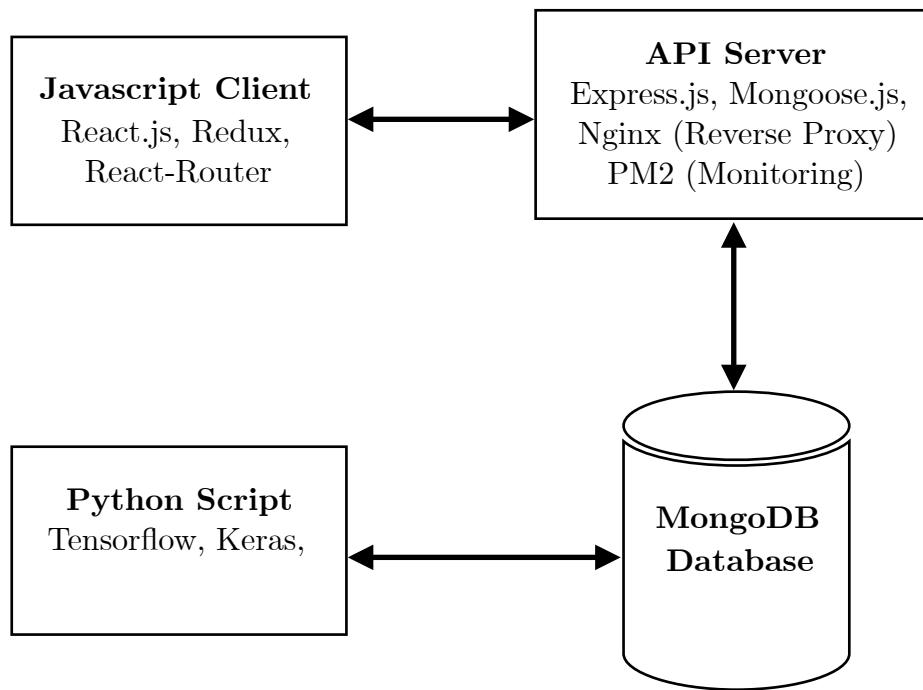 Javascript Client
React.js, Redux,
React-Router
API Server
Express.js, Mongoose.js,
Nginx (Reverse Proxy)
PM2 (Monitoring)
Python Script
Tensorflow, Keras,
MongoDB
Database